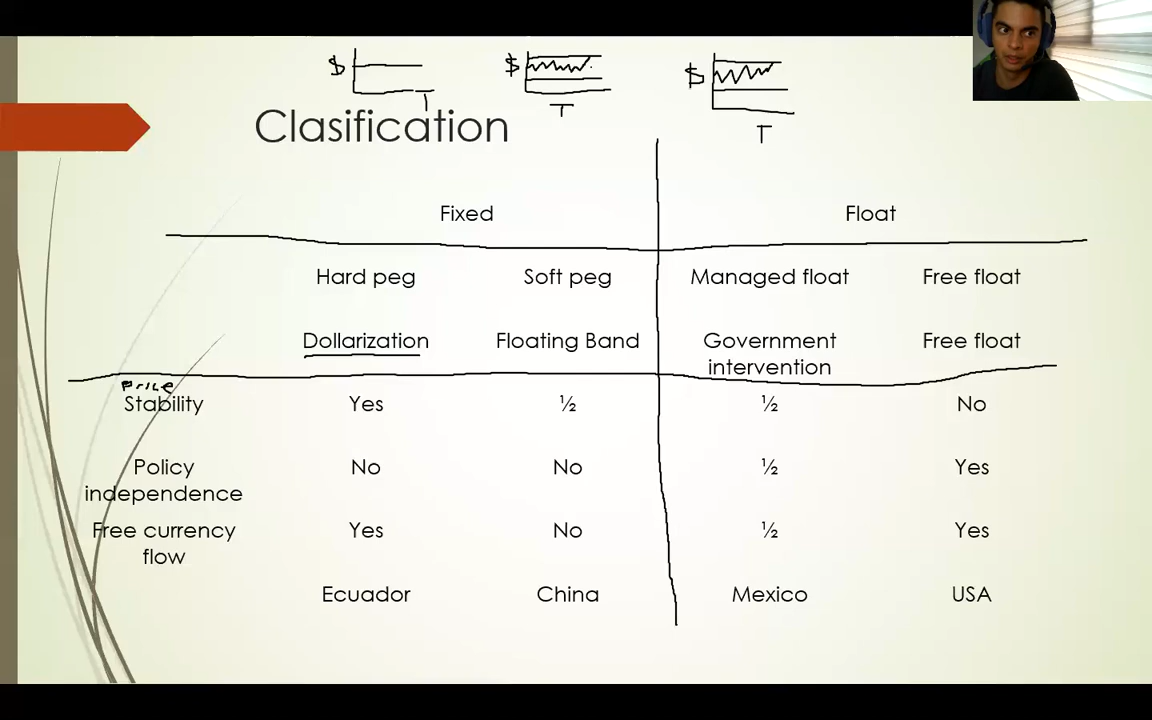 $ $ $
T T T
Clasification
Fixed Float
Hard peg Soft peg Managed float Free float
Dollarization Floating Band Government Free float
intervention
Price
Stability Yes ½ ½ No
Policy No No ½ Yes
independence
Free currency Yes No ½ Yes
flow
Ecuador China Mexico USA